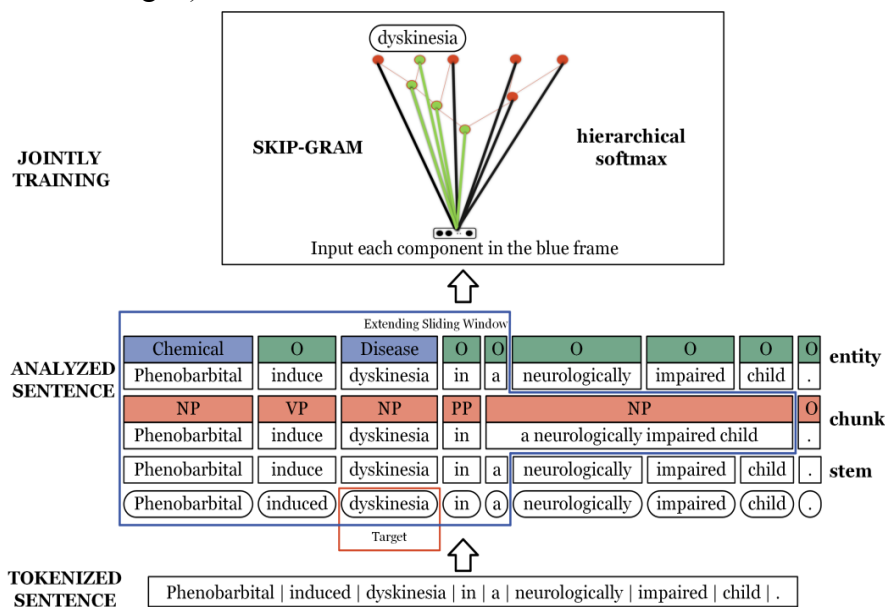 dyskinesia
SKIP-GRAM
hierarchical
softmax
JOINTLY
TRAINING
Input each component in the blue frame
Extending Sliding Window
Chemical O Disease O O O O O O entity
Phenobarbital induce dyskinesia in a neurologically impaired child .
ANALYZED
SENTENCE
NP VP NP PP NP O chunk
Phenobarbital induce dyskinesia in a neurologically impaired child .
Phenobarbital induce dyskinesia in a neurologically impaired child . stem
Phenobarbital induced dyskinesia in a neurologically impaired child .
Target
TOKENIZED
SENTENCE
Phenobarbital | induced | dyskinesia | in | a | neurologically | impaired | child | .